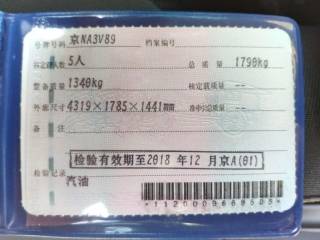 号牌号码 京NA3V89 档案编号
核定载人数 5人 总质量 1790kg
整备质量 1340kg 核定载质量 --
外廓尺寸 4319×1785×1441mm 准牵引总质量 --
备注
检验有效期至2018 年 12 月京A(01)
检验记录
汽油